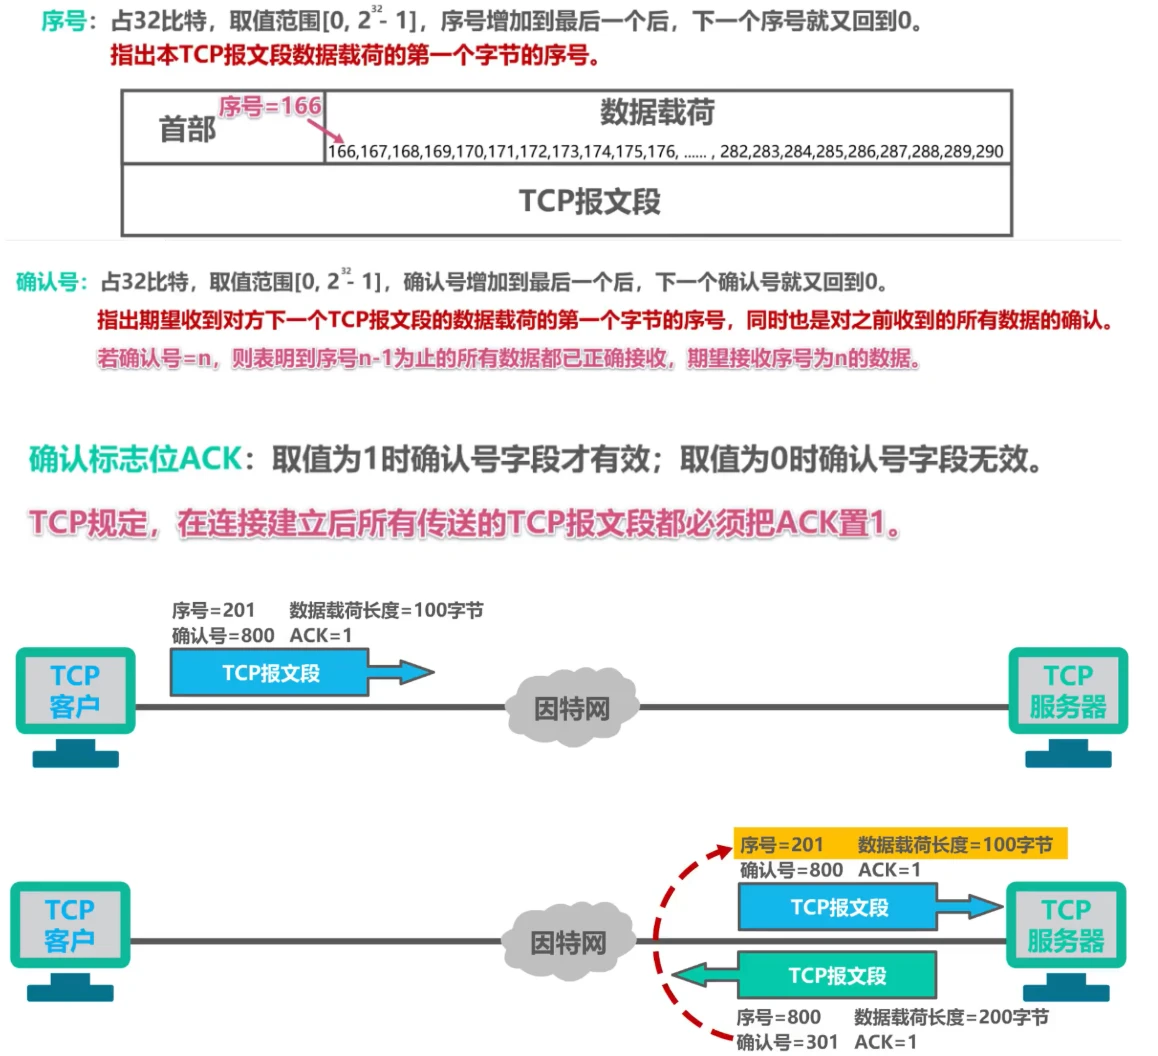 序号：占32比特，取值范围[0, 2³²- 1]，序号增加到最后一个后，下一个序号就又回到0。
指出本TCP报文段数据载荷的第一个字节的序号。
首部
序号=166
数据载荷
166,167,168,169,170,171,172,173,174,175,176, ...... , 282,283,284,285,286,287,288,289,290
TCP报文段
确认号：占32比特，取值范围[0, 2³²- 1]，确认号增加到最后一个后，下一个确认号就又回到0。
指出期望收到对方下一个TCP报文段的数据载荷的第一个字节的序号，同时也是对之前收到的所有数据的确认。
若确认号=n，则表明到序号n-1为止的所有数据都已正确接收，期望接收序号为n的数据。
确认标志位ACK：取值为1时确认号字段才有效；取值为0时确认号字段无效。
TCP规定，在连接建立后所有传送的TCP报文段都必须把ACK置1。
序号=201 数据载荷长度=100字节
确认号=800 ACK=1
TCP报文段
TCP
客户
因特网
TCP
服务器
序号=201 数据载荷长度=100字节
确认号=800 ACK=1
TCP报文段
TCP
客户
因特网
TCP
服务器
TCP报文段
序号=800 数据载荷长度=200字节
确认号=301 ACK=1